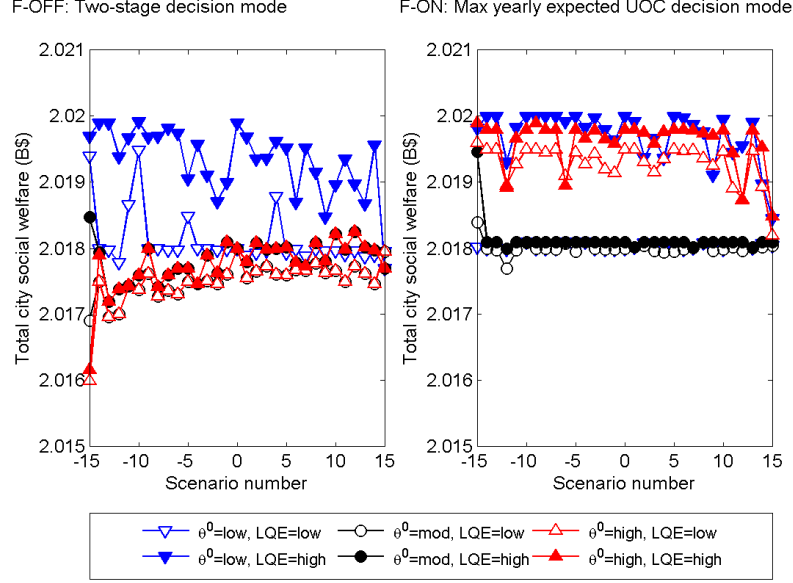 F-OFF: Two-stage decision mode
F-ON: Max yearly expected UOC decision mode
Total city social welfare (B$)
2.021
2.02
2.019
2.018
2.017
2.016
2.015
-15
-10
-5
0
5
10
15
Scenario number
Total city social welfare (B$)
2.021
2.02
2.019
2.018
2.017
2.016
2.015
-15
-10
-5
0
5
10
15
Scenario number
θ⁰=low, LQE=low
θ⁰=mod, LQE=low
θ⁰=high, LQE=low
θ⁰=low, LQE=high
θ⁰=mod, LQE=high
θ⁰=high, LQE=high